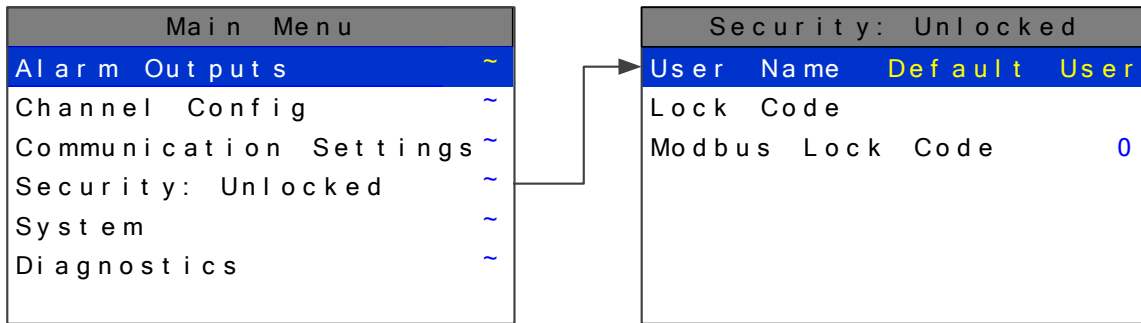 Main Menu
Alarm Outputs ~
Channel Config ~
Communication Settings ~
Security: Unlocked ~
System ~
Diagnostics ~
Security: Unlocked
User Name Default User
Lock Code
Modbus Lock Code 0